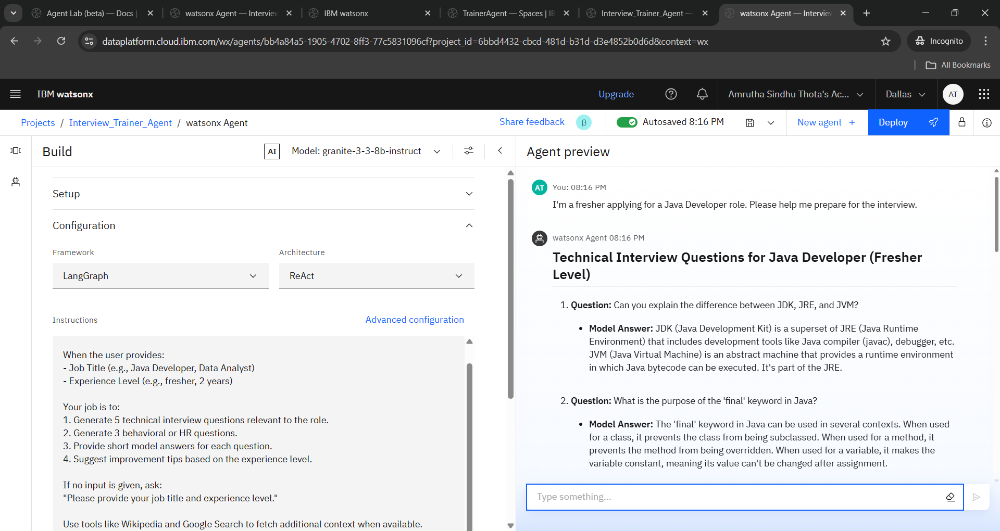 Agent Lab (beta) — Docs |
watsonx Agent — Interview
IBM watsonx
TrainerAgent — Spaces | IB
Interview_Trainer_Agent —
watsonx Agent — Interview
dataplatform.cloud.ibm.com/wx/agents/bb4a84a5-1905-4702-8ff3-77c5831096cf?project_id=6bbd4432-cbcd-481d-b31d-d3e4852b0d6d&context=wx
Incognito
All Bookmarks
IBM watsonx
Upgrade
Amrutha Sindhu Thota's Ac...
Dallas
AT
Projects / Interview_Trainer_Agent / watsonx Agent
Share feedback
β
Autosaved 8:16 PM
New agent +
Deploy
Build
AI
Model: granite-3-3-8b-instruct
Setup
Configuration
Framework
Architecture
LangGraph
ReAct
Instructions
Advanced configuration
When the user provides:
- Job Title (e.g., Java Developer, Data Analyst)
- Experience Level (e.g., fresher, 2 years)
Your job is to:
1. Generate 5 technical interview questions relevant to the role.
2. Generate 3 behavioral or HR questions.
3. Provide short model answers for each question.
4. Suggest improvement tips based on the experience level.
If no input is given, ask:
"Please provide your job title and experience level."
Use tools like Wikipedia and Google Search to fetch additional context when available.
Agent preview
AT
You: 08:16 PM
I'm a fresher applying for a Java Developer role. Please help me prepare for the interview.
watsonx Agent 08:16 PM
Technical Interview Questions for Java Developer (Fresher
Level)
1. Question: Can you explain the difference between JDK, JRE, and JVM?
• Model Answer: JDK (Java Development Kit) is a superset of JRE (Java Runtime
Environment) that includes development tools like Java compiler (javac), debugger, etc.
JVM (Java Virtual Machine) is an abstract machine that provides a runtime environment
in which Java bytecode can be executed. It's part of the JRE.
2. Question: What is the purpose of the 'final' keyword in Java?
• Model Answer: The 'final' keyword in Java can be used in several contexts. When used
for a class, it prevents the class from being subclassed. When used for a method, it
prevents the method from being overridden. When used for a variable, it makes the
variable constant, meaning its value can't be changed after assignment.
Type something...